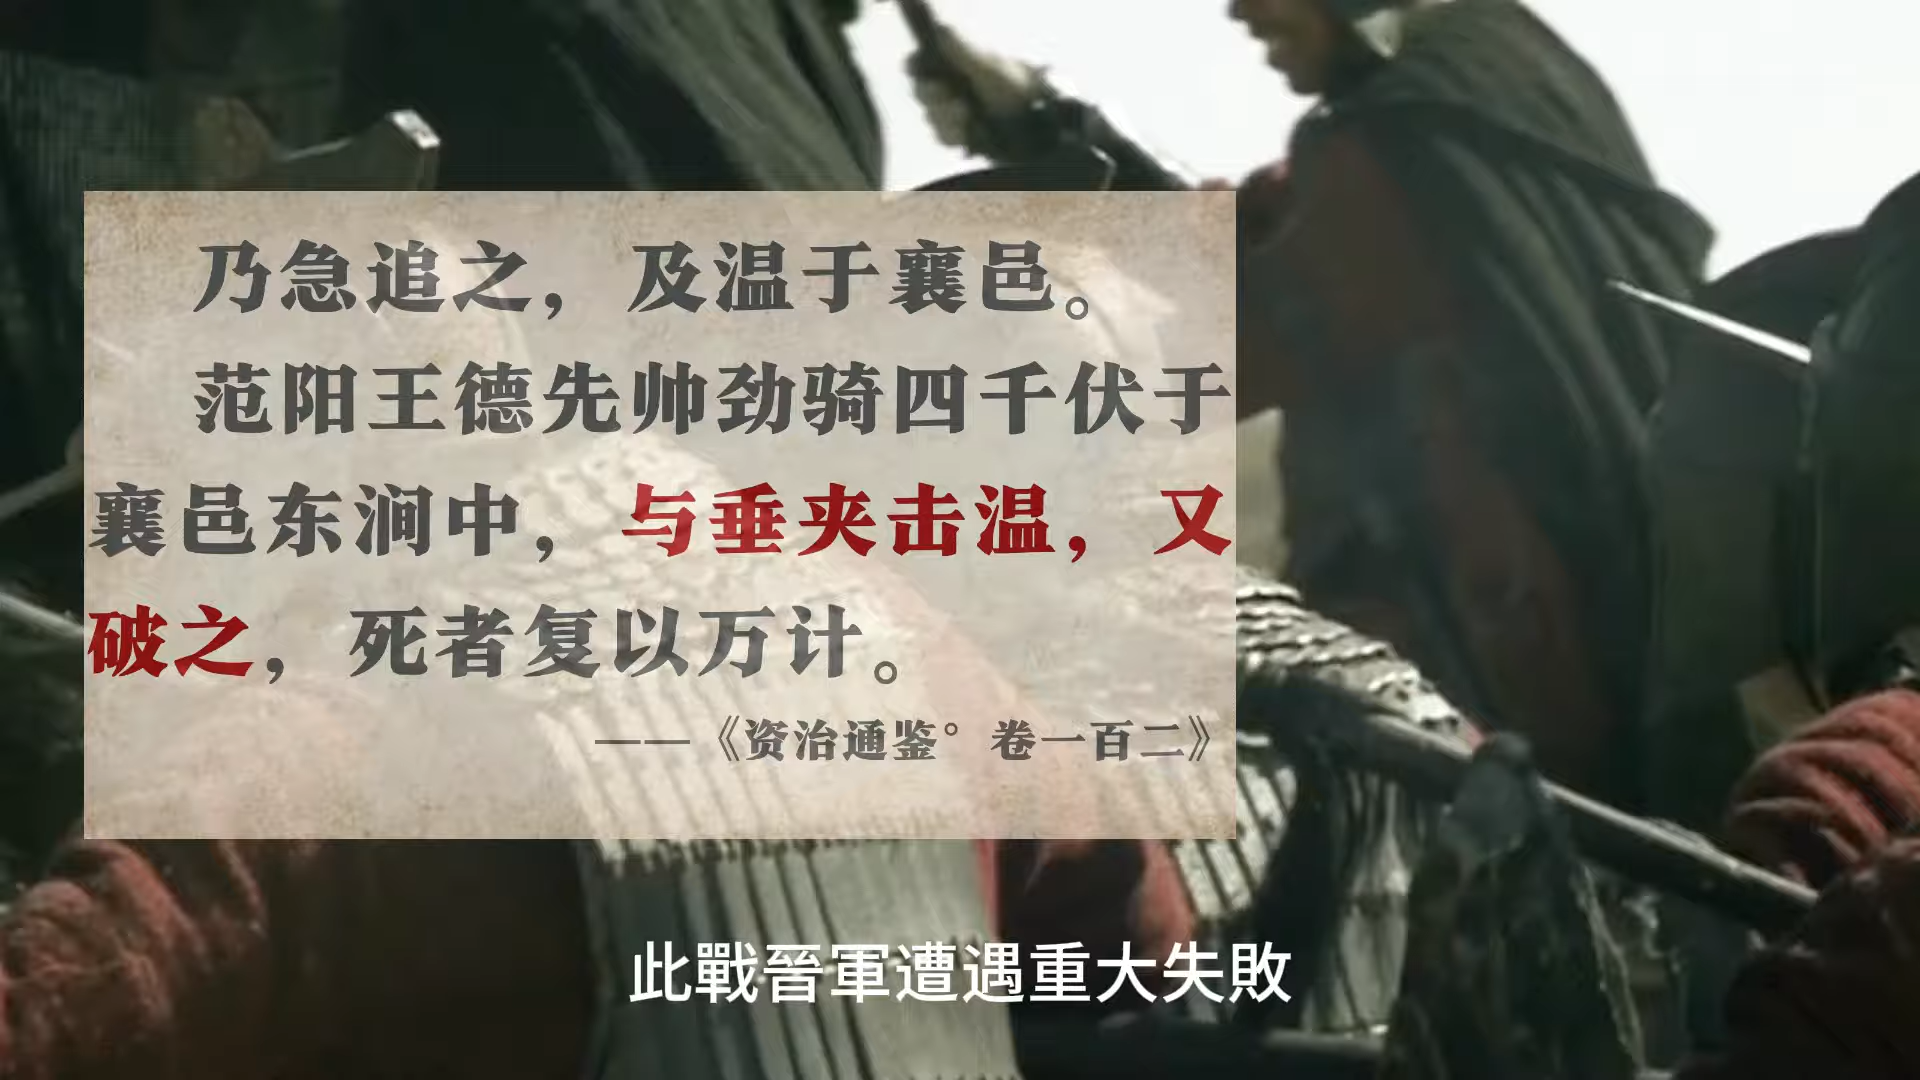 乃急追之，及温于襄邑。
范阳王德先帅劲骑四千伏于
襄邑东涧中，与垂夹击温，又
破之，死者复以万计。
——《资治通鉴°卷一百二》
此戰晉軍遭遇重大失敗